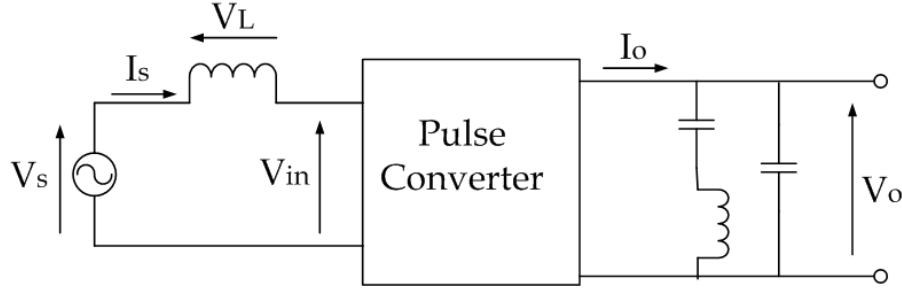 VL
Is
Io
Vs
Vin
Pulse
Converter
Vo